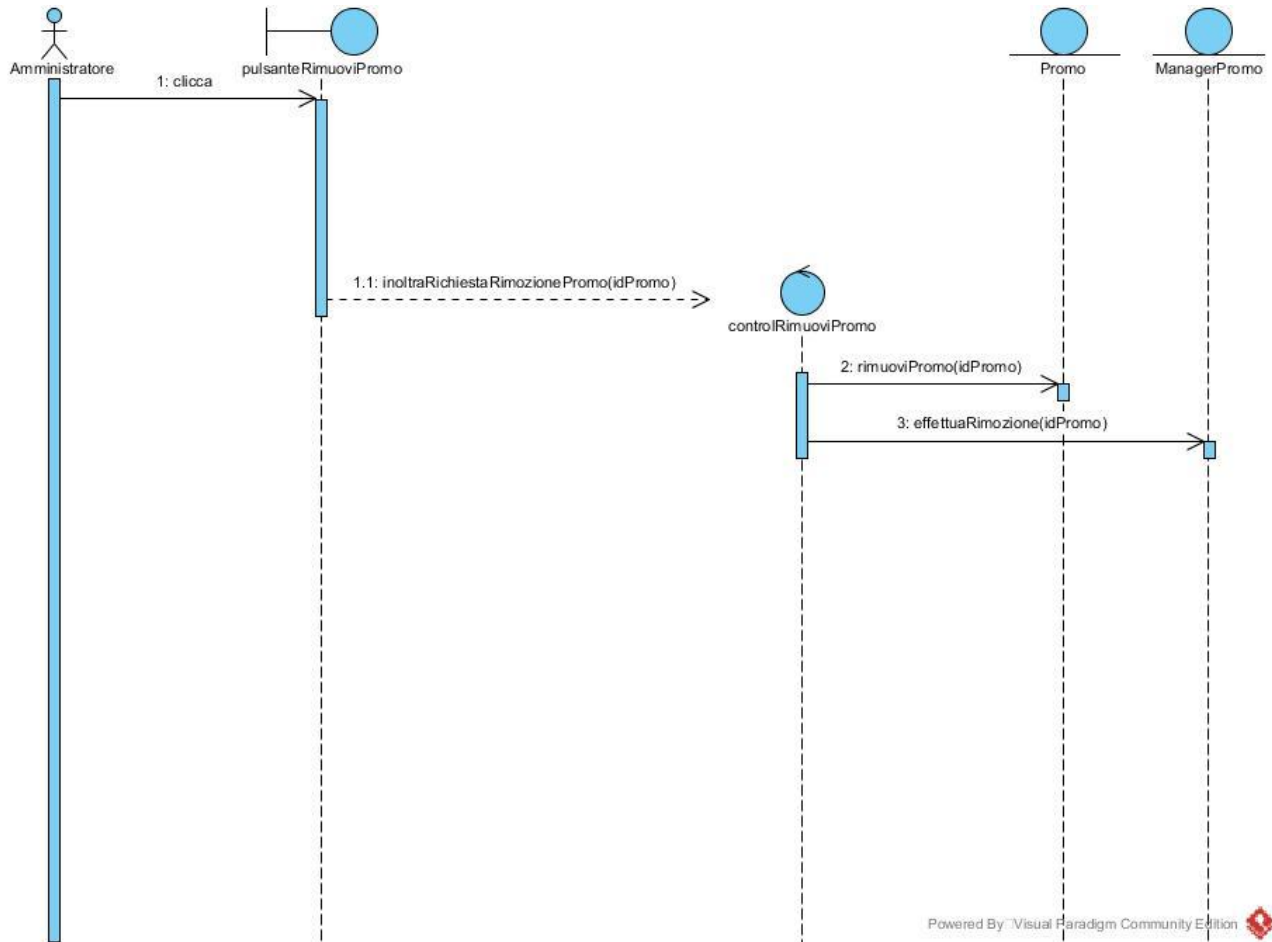 Amministratore
pulsanteRimuoviPromo
Promo
ManagerPromo
1: clicca
1.1: inoltraRichiestaRimozionePromo(idPromo)
controlRimuoviPromo
2: rimuoviPromo(idPromo)
3: effettuaRimozione(idPromo)
Powered By Visual Paradigm Community Edition